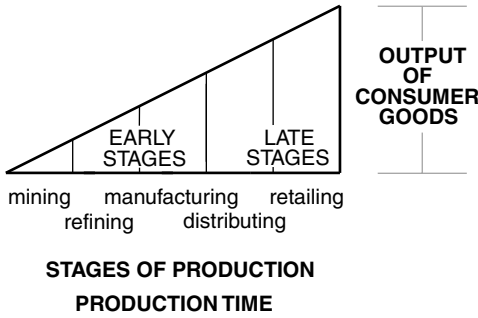 OUTPUT
OF
CONSUMER
GOODS
EARLY
STAGES
LATE
STAGES
mining manufacturing retailing
refining distributing
STAGES OF PRODUCTION
PRODUCTION TIME